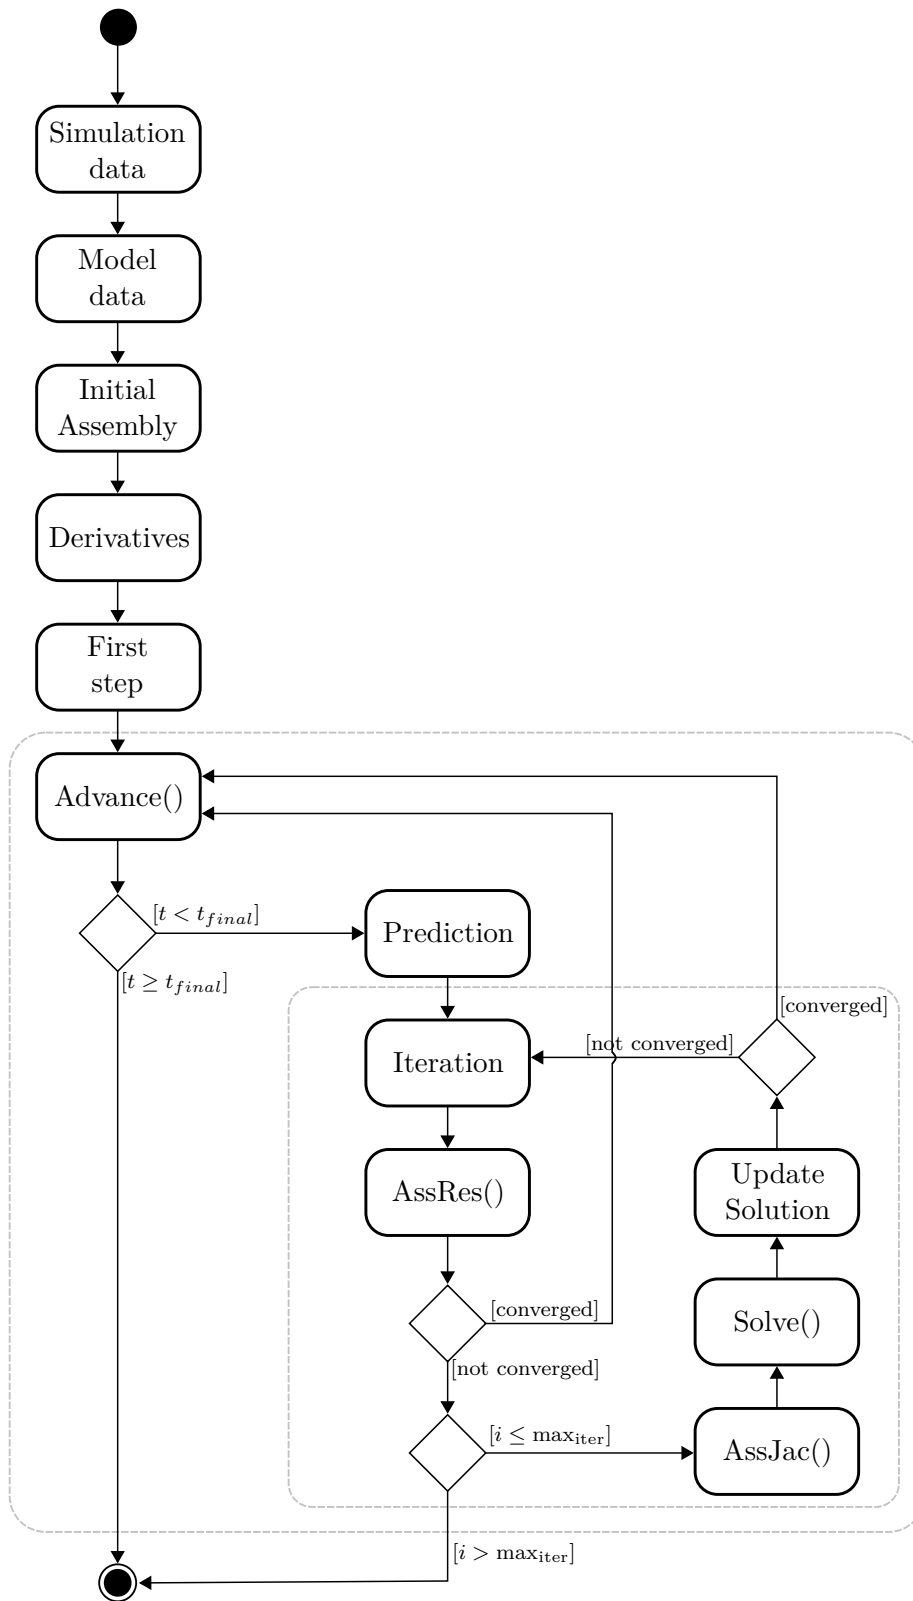 Simulation
data
Model
data
Initial
Assembly
Derivatives
First
step
Advance()
[t < t_final]
Prediction
[t ≥ t_final]
[converged]
[not converged]
Iteration
AssRes()
Update
Solution
[converged]
Solve()
[not converged]
[i ≤ max_iter]
AssJac()
[i > max_iter]